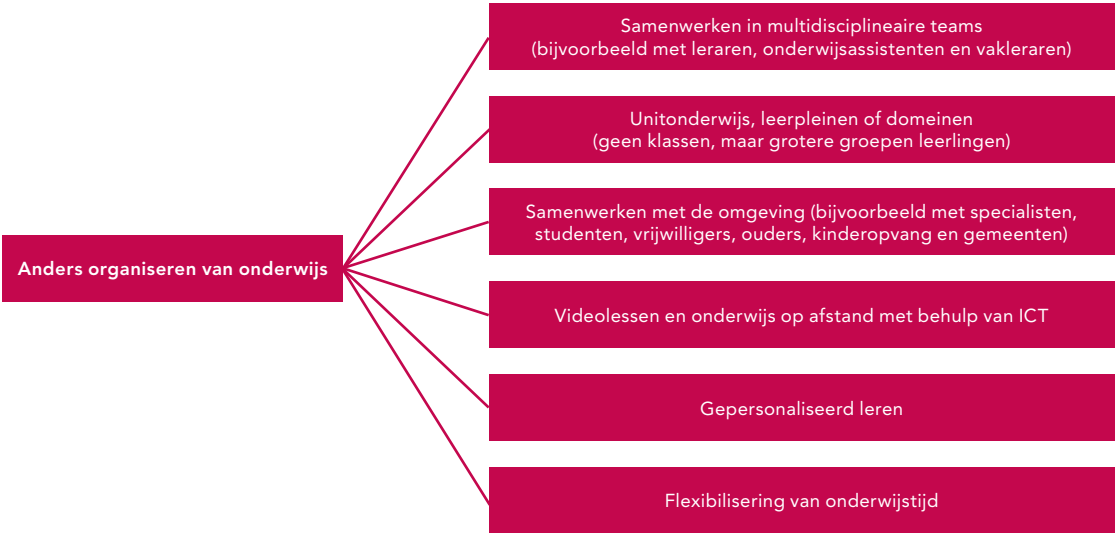 Samenwerken in multidisciplineaire teams
(bijvoorbeeld met leraren, onderwijsassistenten en vakleraren)
Unitonderwijs, leerpleinen of domeinen
(geen klassen, maar grotere groepen leerlingen)
Samenwerken met de omgeving (bijvoorbeeld met specialisten,
studenten, vrijwilligers, ouders, kinderopvang en gemeenten)
Anders organiseren van onderwijs
Videolessen en onderwijs op afstand met behulp van ICT
Gepersonaliseerd leren
Flexibilisering van onderwijstijd